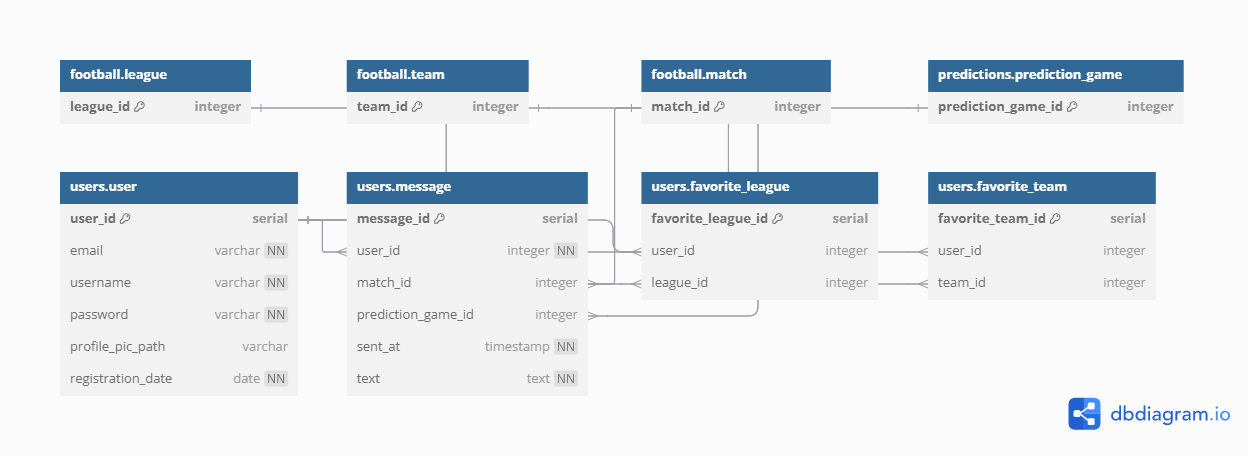 football.league
league_id integer
football.team
team_id integer
football.match
match_id integer
predictions.prediction_game
prediction_game_id integer
users.user
user_id serial
email varchar NN
username varchar NN
password varchar NN
profile_pic_path varchar
registration_date date NN
users.message
message_id serial
user_id integer NN
match_id integer
prediction_game_id integer
sent_at timestamp NN
text text NN
users.favorite_league
favorite_league_id serial
user_id integer
league_id integer
users.favorite_team
favorite_team_id serial
user_id integer
team_id integer
dbdiagram.io